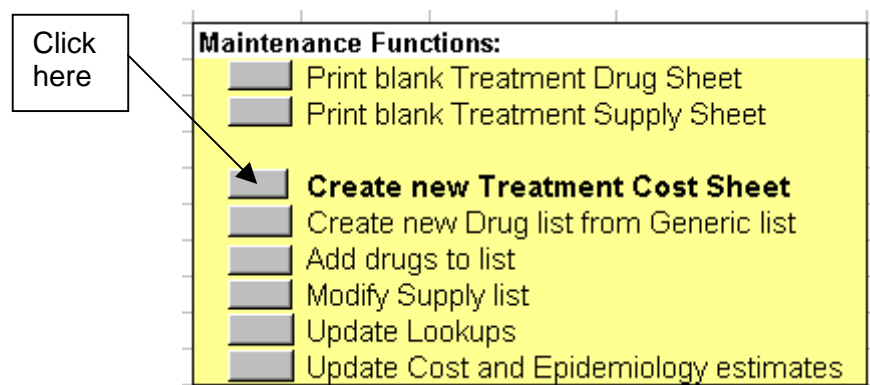 Click
here
Maintenance Functions:
Print blank Treatment Drug Sheet
Print blank Treatment Supply Sheet
Create new Treatment Cost Sheet
Create new Drug list from Generic list
Add drugs to list
Modify Supply list
Update Lookups
Update Cost and Epidemiology estimates